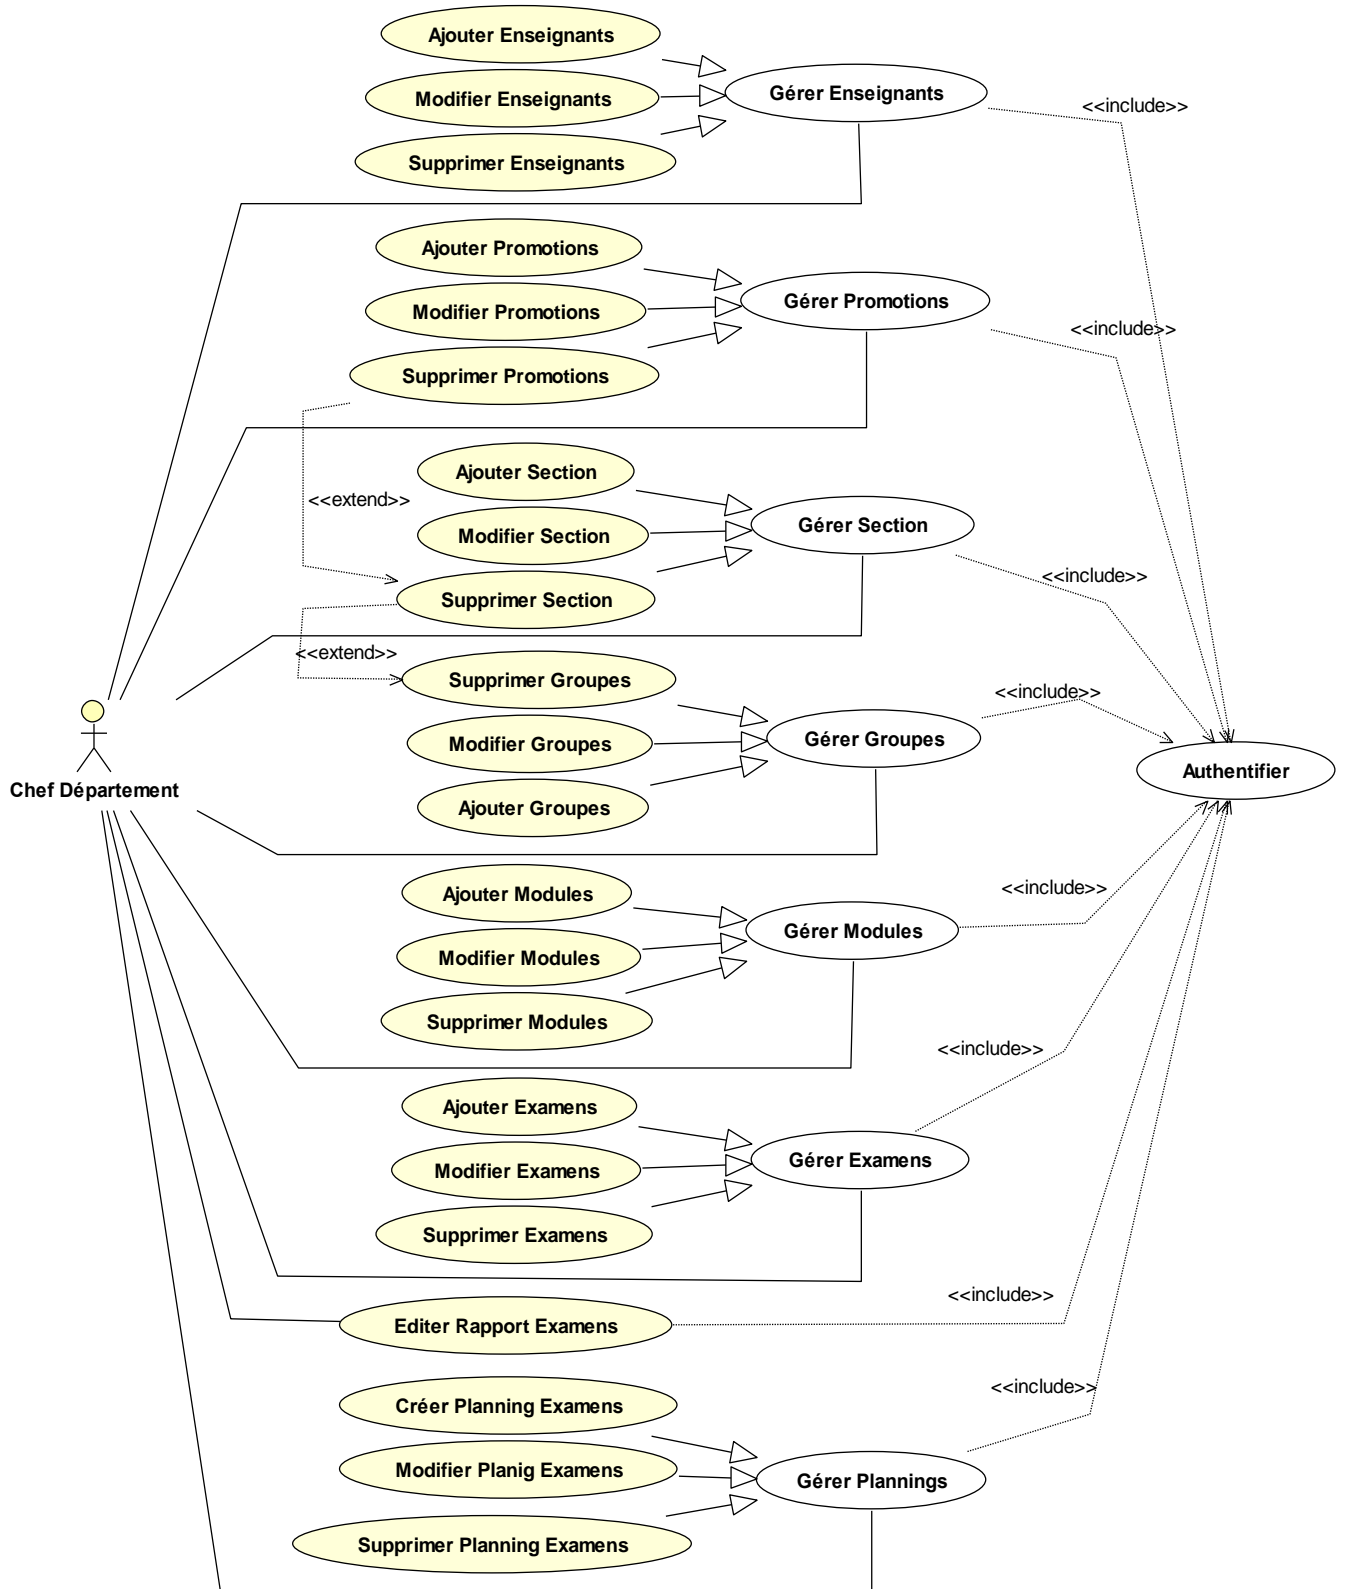 Ajouter Enseignants
Modifier Enseignants
Supprimer Enseignants
Gérer Enseignants
<<include>>
Ajouter Promotions
Modifier Promotions
Supprimer Promotions
Gérer Promotions
<<include>>
<<extend>>
Ajouter Section
Modifier Section
Supprimer Section
Gérer Section
<<include>>
<<extend>>
Supprimer Groupes
Modifier Groupes
Ajouter Groupes
Gérer Groupes
<<include>>
Authentifier
Chef Département
Ajouter Modules
Modifier Modules
Supprimer Modules
Gérer Modules
<<include>>
Ajouter Examens
Modifier Examens
Supprimer Examens
Gérer Examens
<<include>>
Editer Rapport Examens
<<include>>
Créer Planning Examens
Modifier Planig Examens
Supprimer Planning Examens
Gérer Plannings
<<include>>